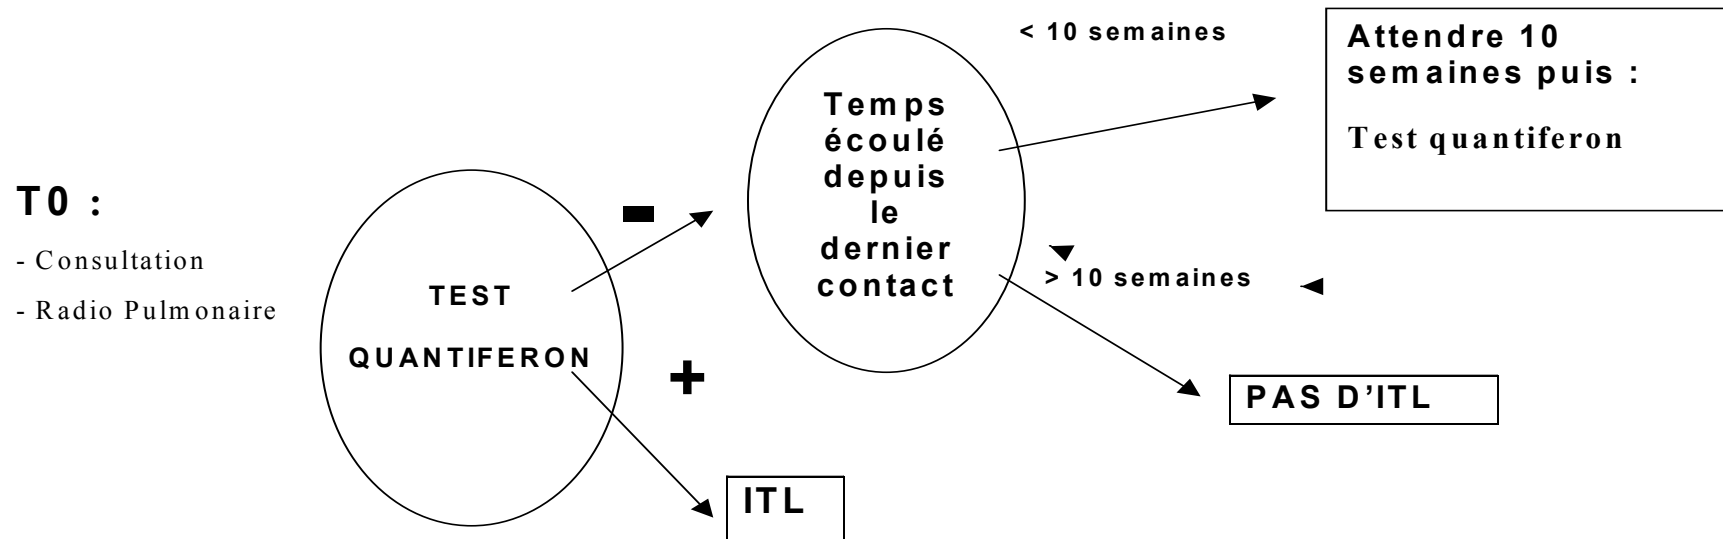 T0 :
- Consultation
- Radio Pulmonaire
TEST
QUANTIFERON
-
+
ITL
Temps
écoulé
depuis
le
dernier
contact
< 10 semaines
> 10 semaines
Attendre 10
semaines puis :
Test quantiferon
PAS D’ITL